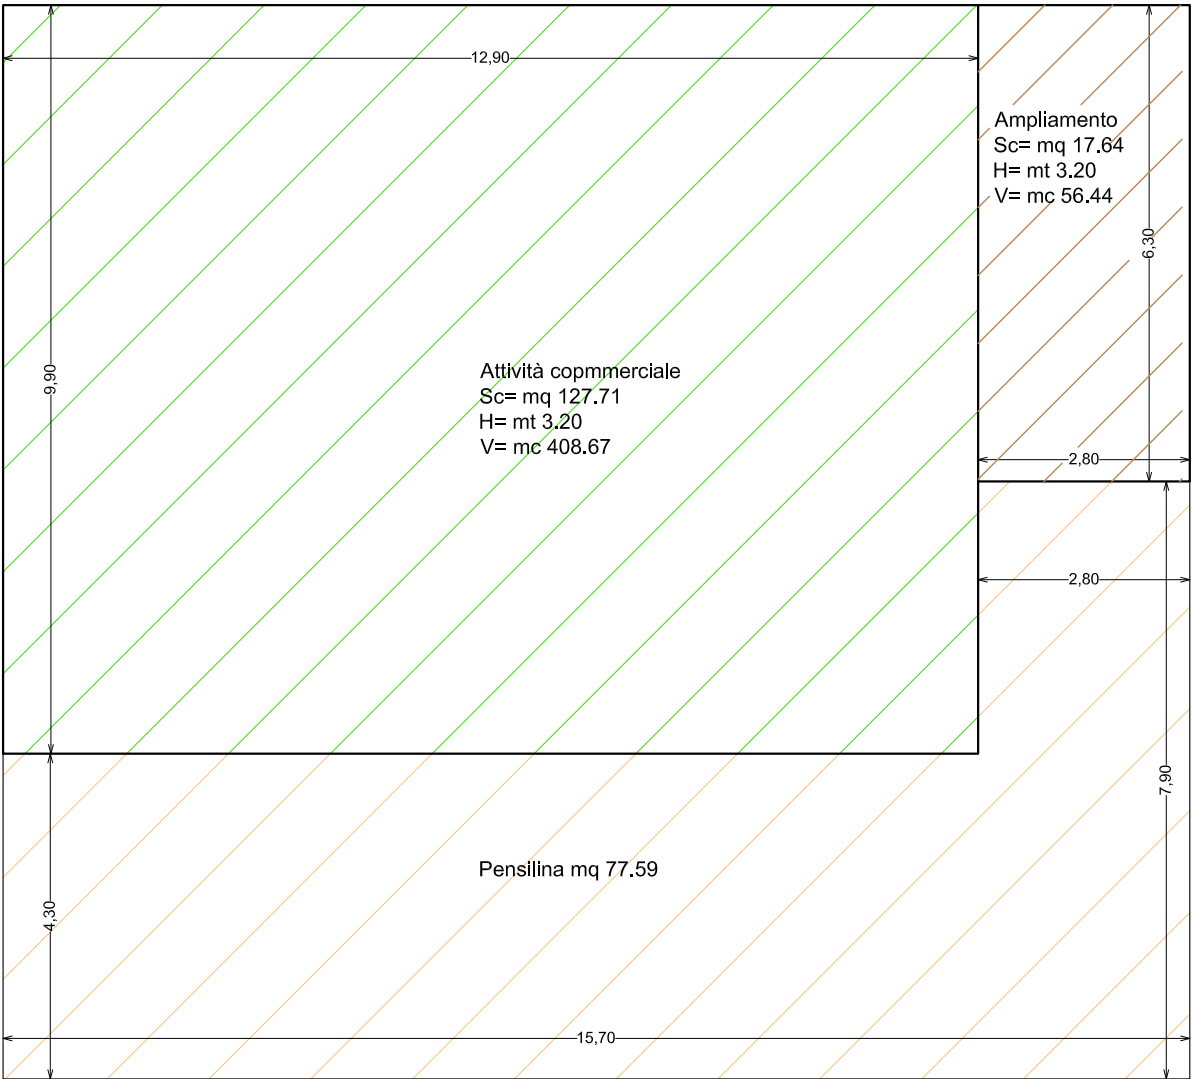 12,90
Ampliamento
Sc= mq 17.64
H= mt 3.20
V= mc 56.44
6,30
9,90
Attività copmmerciale
Sc= mq 127.71
H= mt 3.20
V= mc 408.67
2,80
2,80
7,90
Pensilina mq 77.59
4,30
15,70